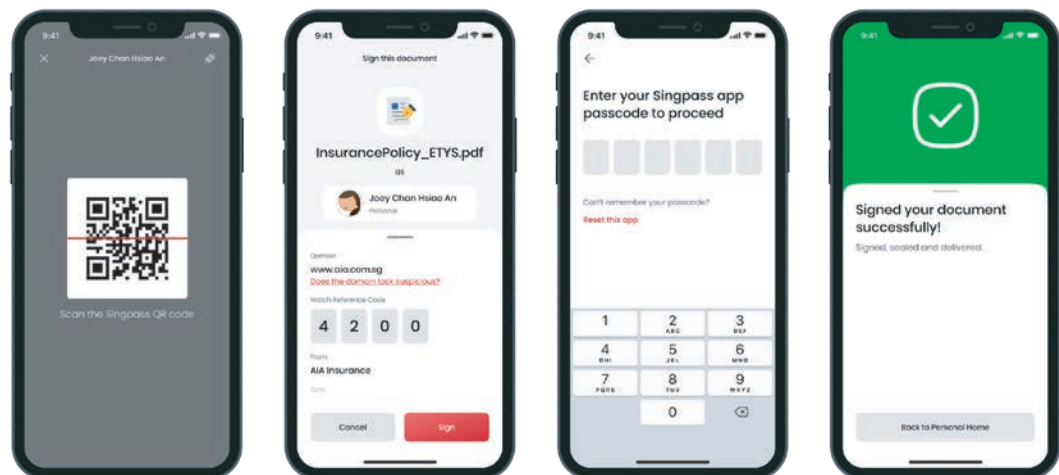 9:41
Joey Chan Hsiao An
Scan the Singpass QR code
9:41
Sign this document
InsurancePolicy_ETYS.pdf
as
Joey Chan Hsiao An
Personal
Domain
www.aia.com.sg
Does the domain look suspicious?
Match Reference Code
4 2 0 0
From
AIA Insurance
Date
Cancel
Sign
9:41
Enter your Singpass app
passcode to proceed
Can't remember your passcode?
Reset this app
1 2 3
ABC DEF
4 5 6
GHI JKL MNO
7 8 9
PQRS TUV WXYZ
0
9:41
Signed your document
successfully!
Signed, sealed and delivered.
Back to Personal Home